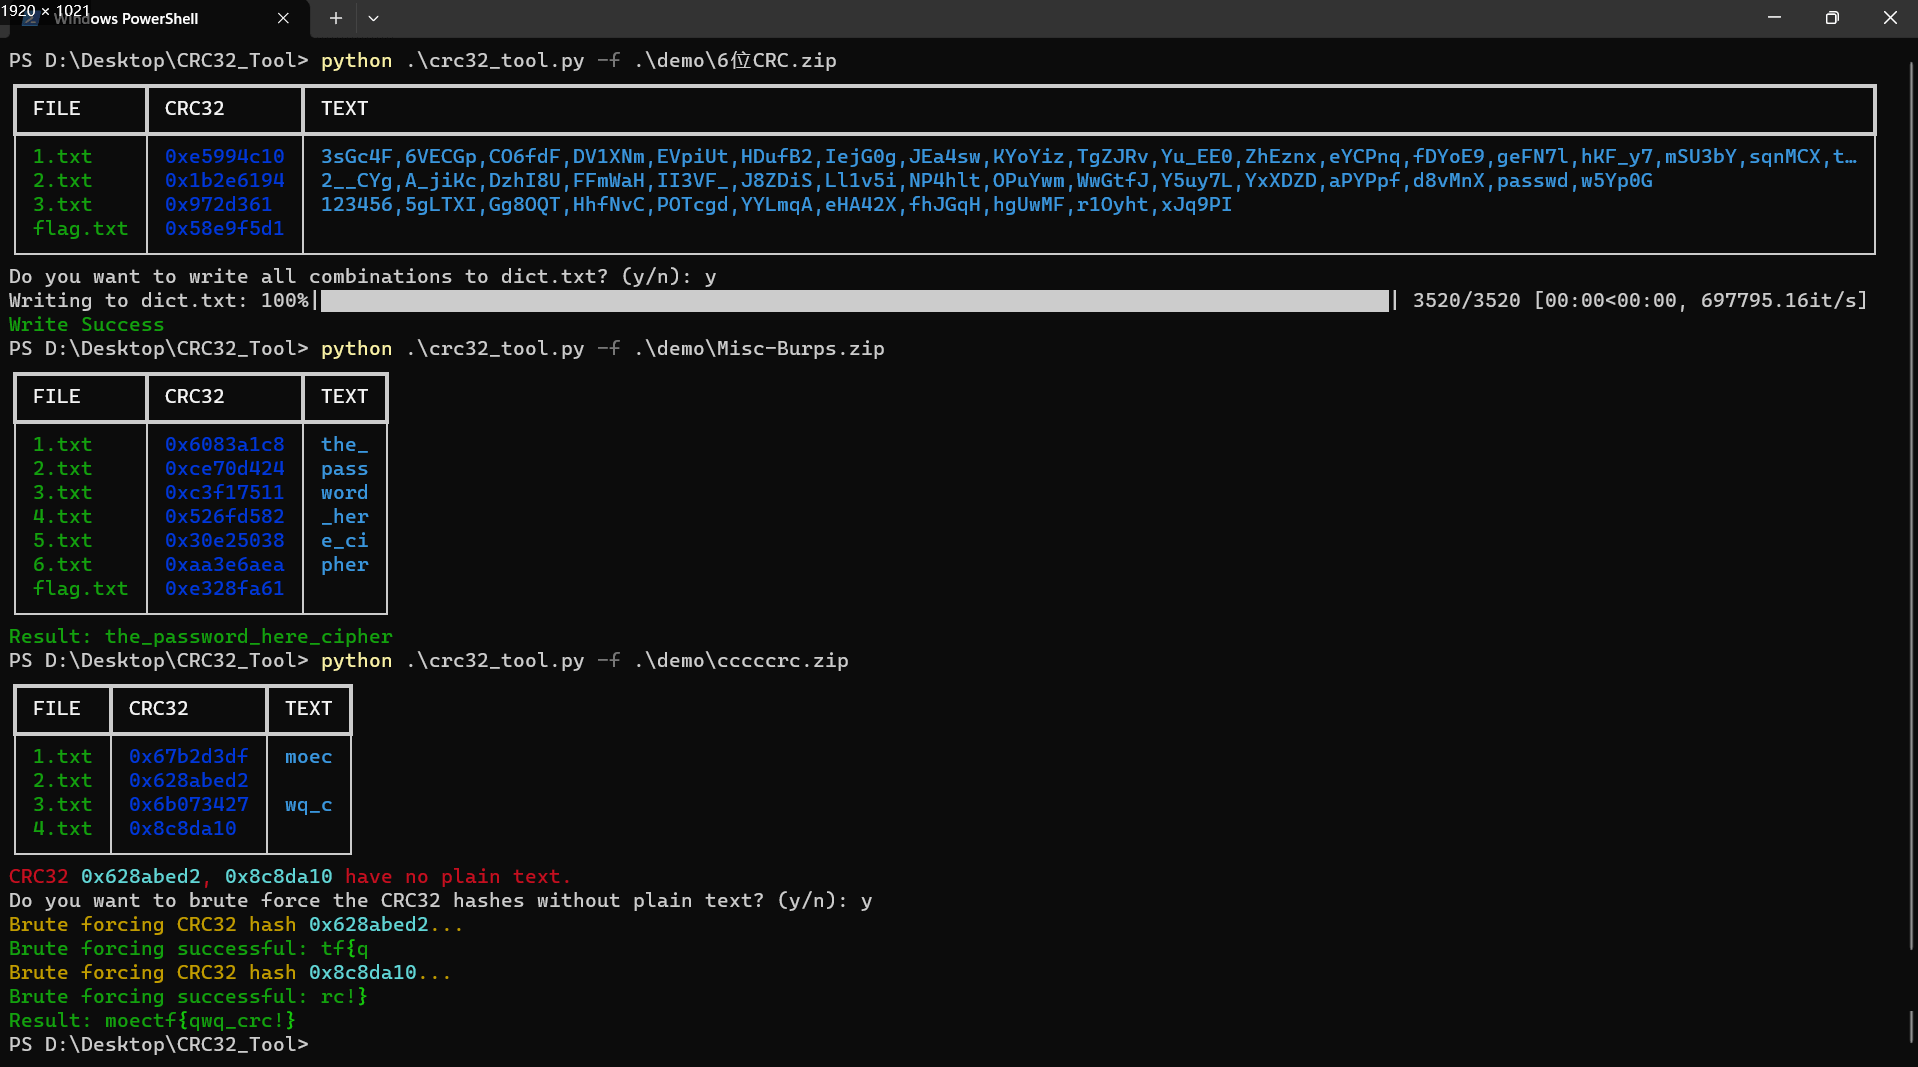 1920 × 1021
Windows PowerShell
PS D:\Desktop\CRC32_Tool> python .\crc32_tool.py -f .\demo\6位CRC.zip
FILE CRC32 TEXT
1.txt 0xe5994c10 3sGc4F,6VECGp,CO6fdF,DV1XNm,EVpiUt,HDufB2,IejG0g,JEa4sw,KYoYiz,TgZJRv,Yu_EE0,ZhEznx,eYCPnq,fDYoE9,geFN7l,hKF_y7,mSU3bY,sqnMCX,t…
2.txt 0x1b2e6194 2__CYg,A_jiKc,DzhI8U,FFmWaH,II3VF_,J8ZDiS,Ll1v5i,NP4hlt,OPuYwm,WwGtfJ,Y5uy7L,YxXDZD,aPYPpf,d8vMnX,passwd,w5Yp0G
3.txt 0x972d361 123456,5gLTXI,Gg8OQT,HhfNvC,POTcgd,YYLmqA,eHA42X,fhJGqH,hgUwMF,r1Oyht,xJq9PI
flag.txt 0x58e9f5d1
Do you want to write all combinations to dict.txt? (y/n): y
Writing to dict.txt: 100%| | 3520/3520 [00:00<00:00, 697795.16it/s]
Write Success
PS D:\Desktop\CRC32_Tool> python .\crc32_tool.py -f .\demo\Misc-Burps.zip
FILE CRC32 TEXT
1.txt 0x6083a1c8 the_
2.txt 0xce70d424 pass
3.txt 0xc3f17511 word
4.txt 0x526fd582 _her
5.txt 0x30e25038 e_ci
6.txt 0xaa3e6aea pher
flag.txt 0xe328fa61
Result: the_password_here_cipher
PS D:\Desktop\CRC32_Tool> python .\crc32_tool.py -f .\demo\cccccrc.zip
FILE CRC32 TEXT
1.txt 0x67b2d3df moec
2.txt 0x628abed2
3.txt 0x6b073427 wq_c
4.txt 0x8c8da10
CRC32 0x628abed2, 0x8c8da10 have no plain text.
Do you want to brute force the CRC32 hashes without plain text? (y/n): y
Brute forcing CRC32 hash 0x628abed2...
Brute forcing successful: tf{q
Brute forcing CRC32 hash 0x8c8da10...
Brute forcing successful: rc!}
Result: moectf{qwq_crc!}
PS D:\Desktop\CRC32_Tool>